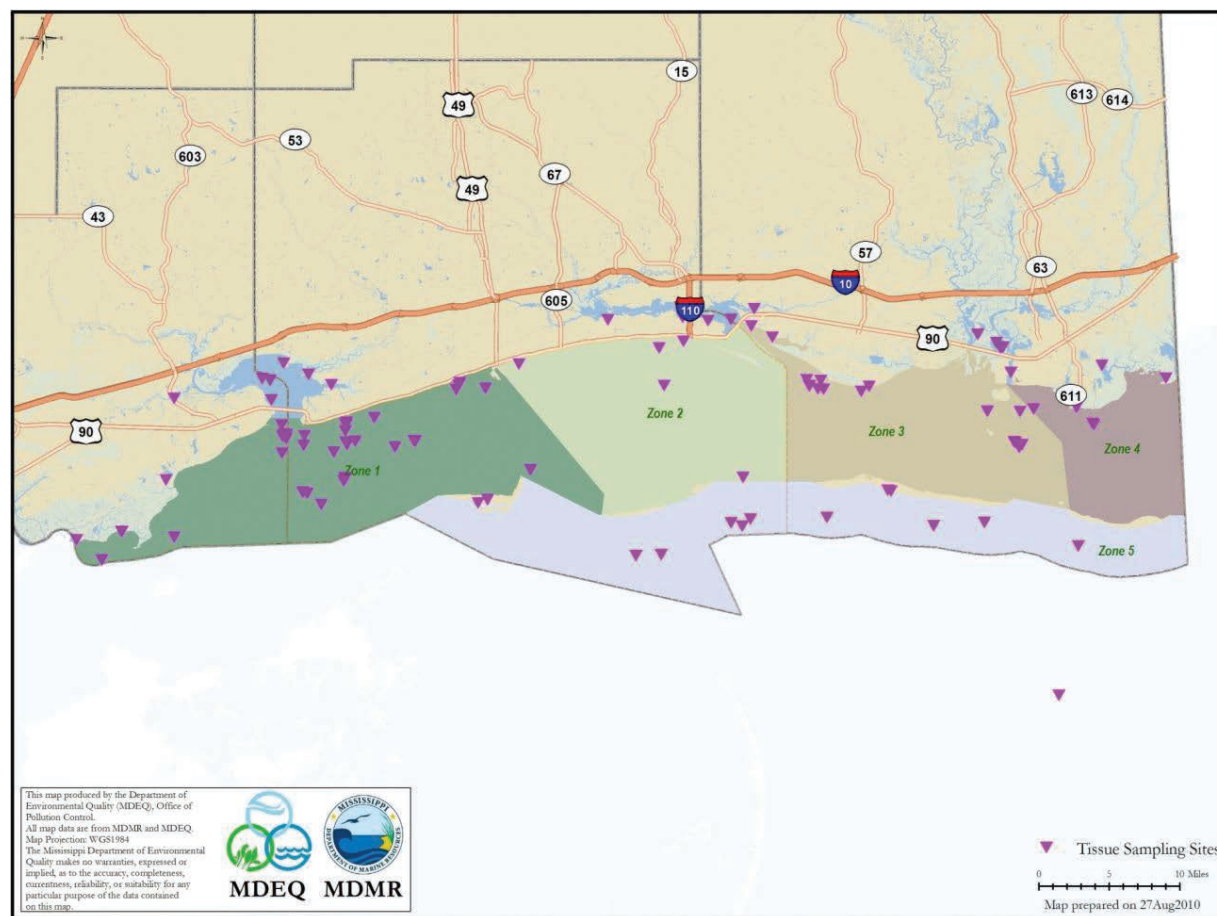 15
49
613
614
53
603
67
49
43
57
63
10
605
110
90
611
90
Zone 2
Zone 3
Zone 4
Zone 1
Zone 5
This map produced by the Department of
Environmental Quality (MDEQ), Office of
Pollution Control.
All map data are from MDMR and MDEQ.
Map Projection: WGS1984
The Mississippi Department of Environmental
Quality makes no warranties, expressed or
implied, as to the accuracy, completeness,
currentness, reliability, or suitability for any
particular purpose of the data contained
on this map.
MISSISSIPPI
DEPARTMENT OF MARINE RESOURCES
MDEQ MDMR
Tissue Sampling Sites
0 5 10 Miles
Map prepared on 27Aug2010